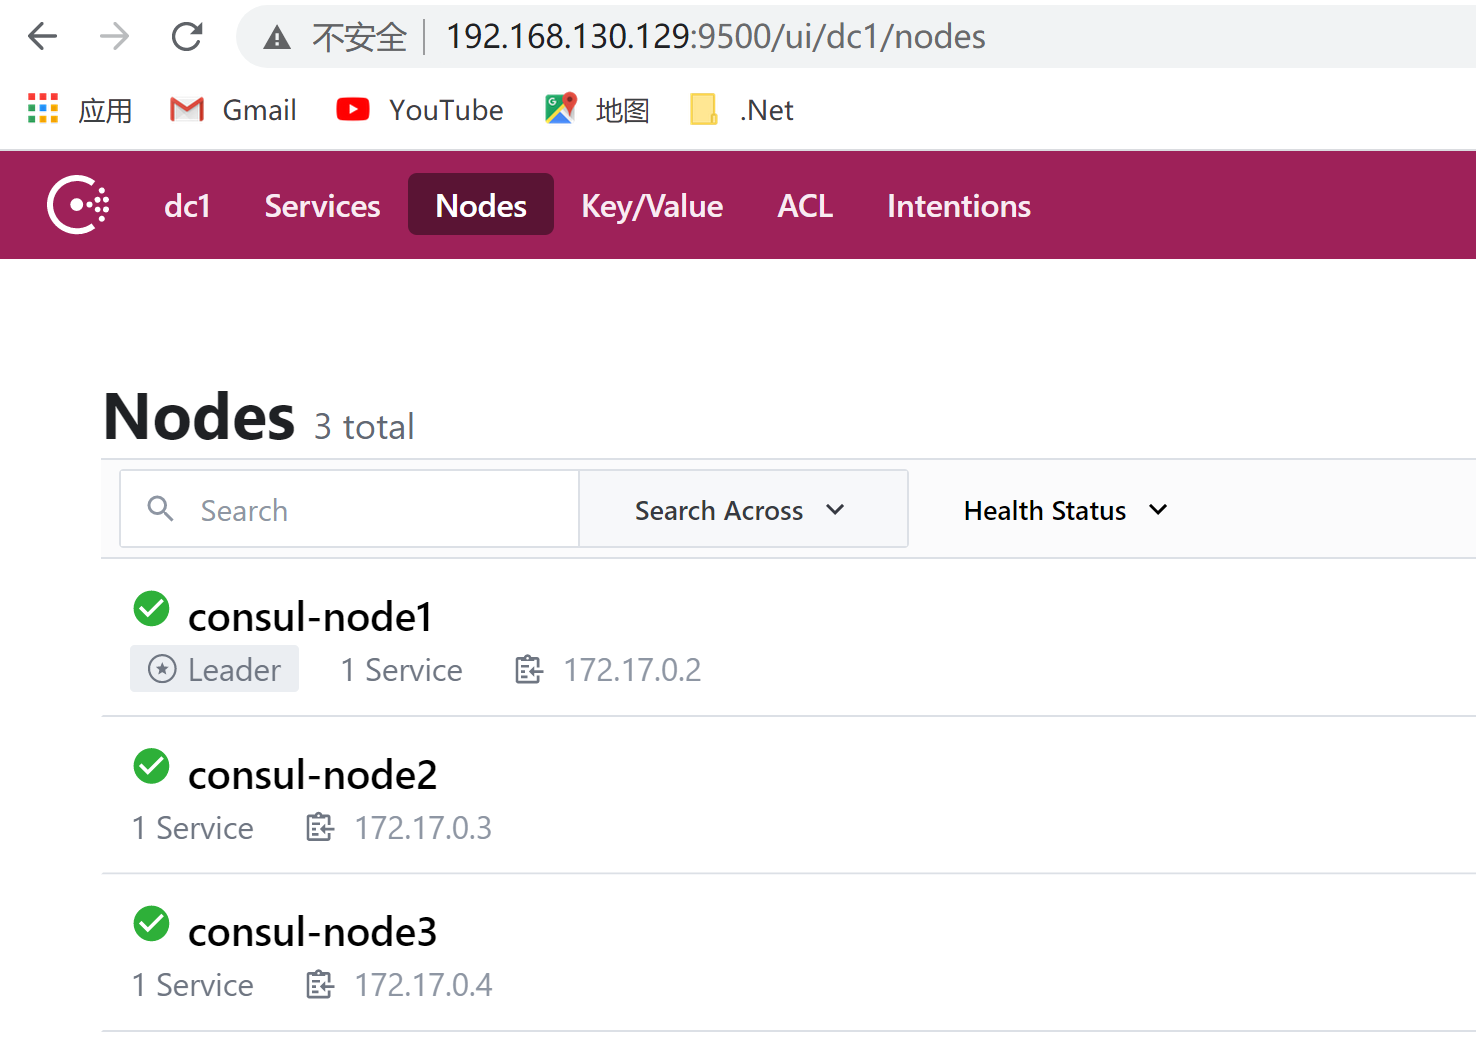 不安全 192.168.130.129:9500/ui/dc1/nodes
应用 Gmail YouTube 地图 .Net
dc1 Services Nodes Key/Value ACL Intentions
Nodes 3 total
Search Search Across Health Status
consul-node1
Leader 1 Service 172.17.0.2
consul-node2
1 Service 172.17.0.3
consul-node3
1 Service 172.17.0.4